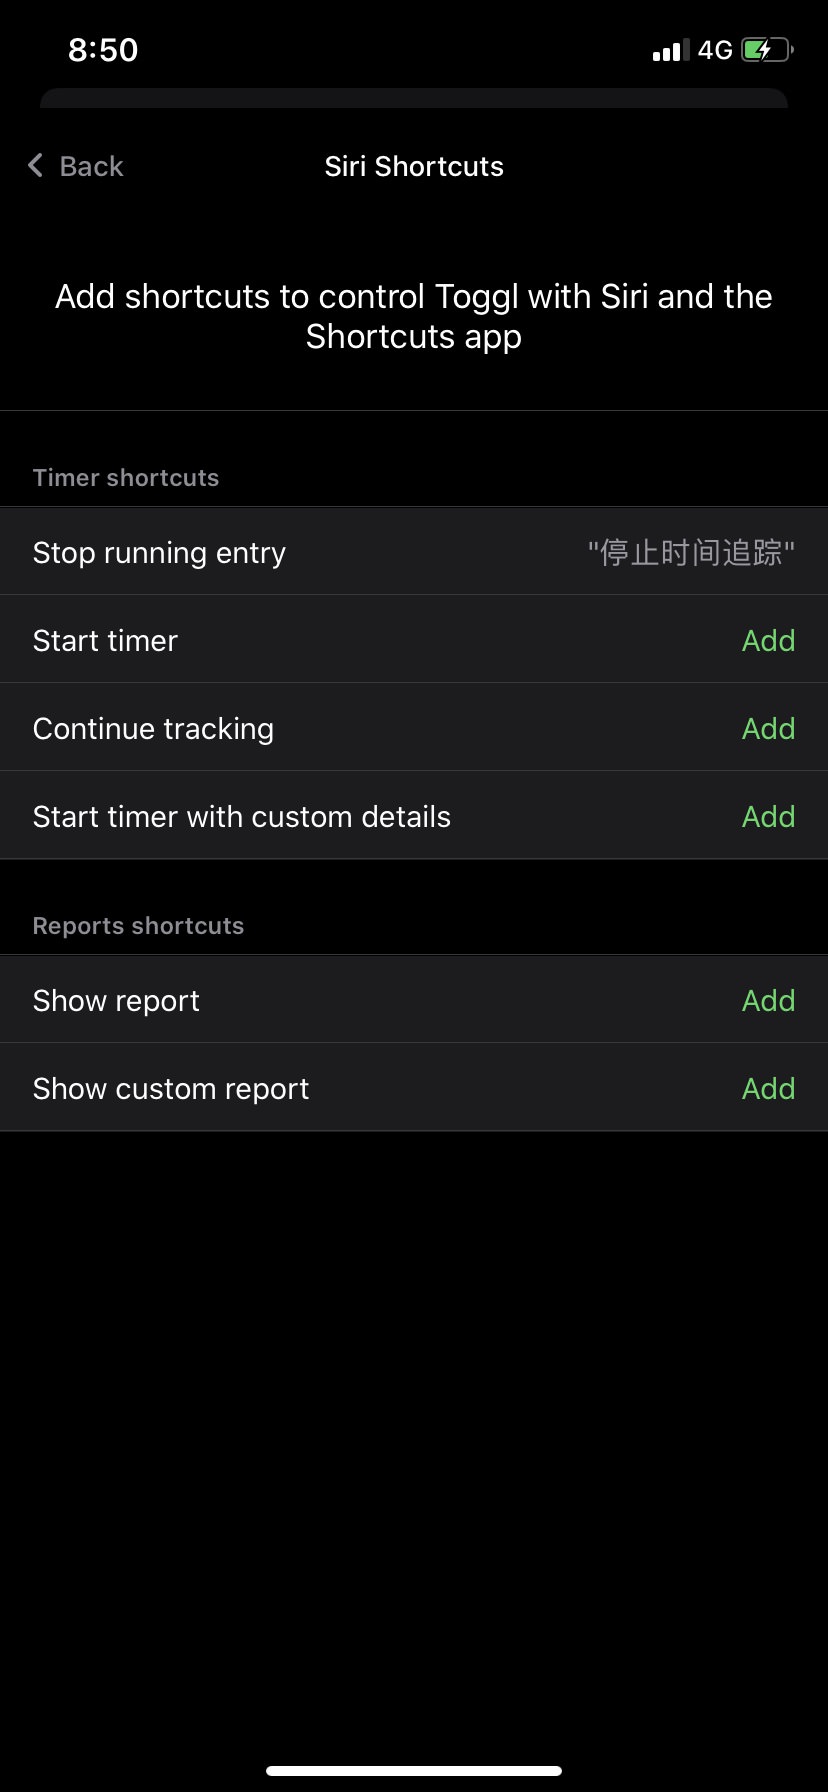 8:50
4G
Back
Siri Shortcuts
Add shortcuts to control Toggl with Siri and the
Shortcuts app
Timer shortcuts
Stop running entry "停止时间追踪"
Start timer Add
Continue tracking Add
Start timer with custom details Add
Reports shortcuts
Show report Add
Show custom report Add